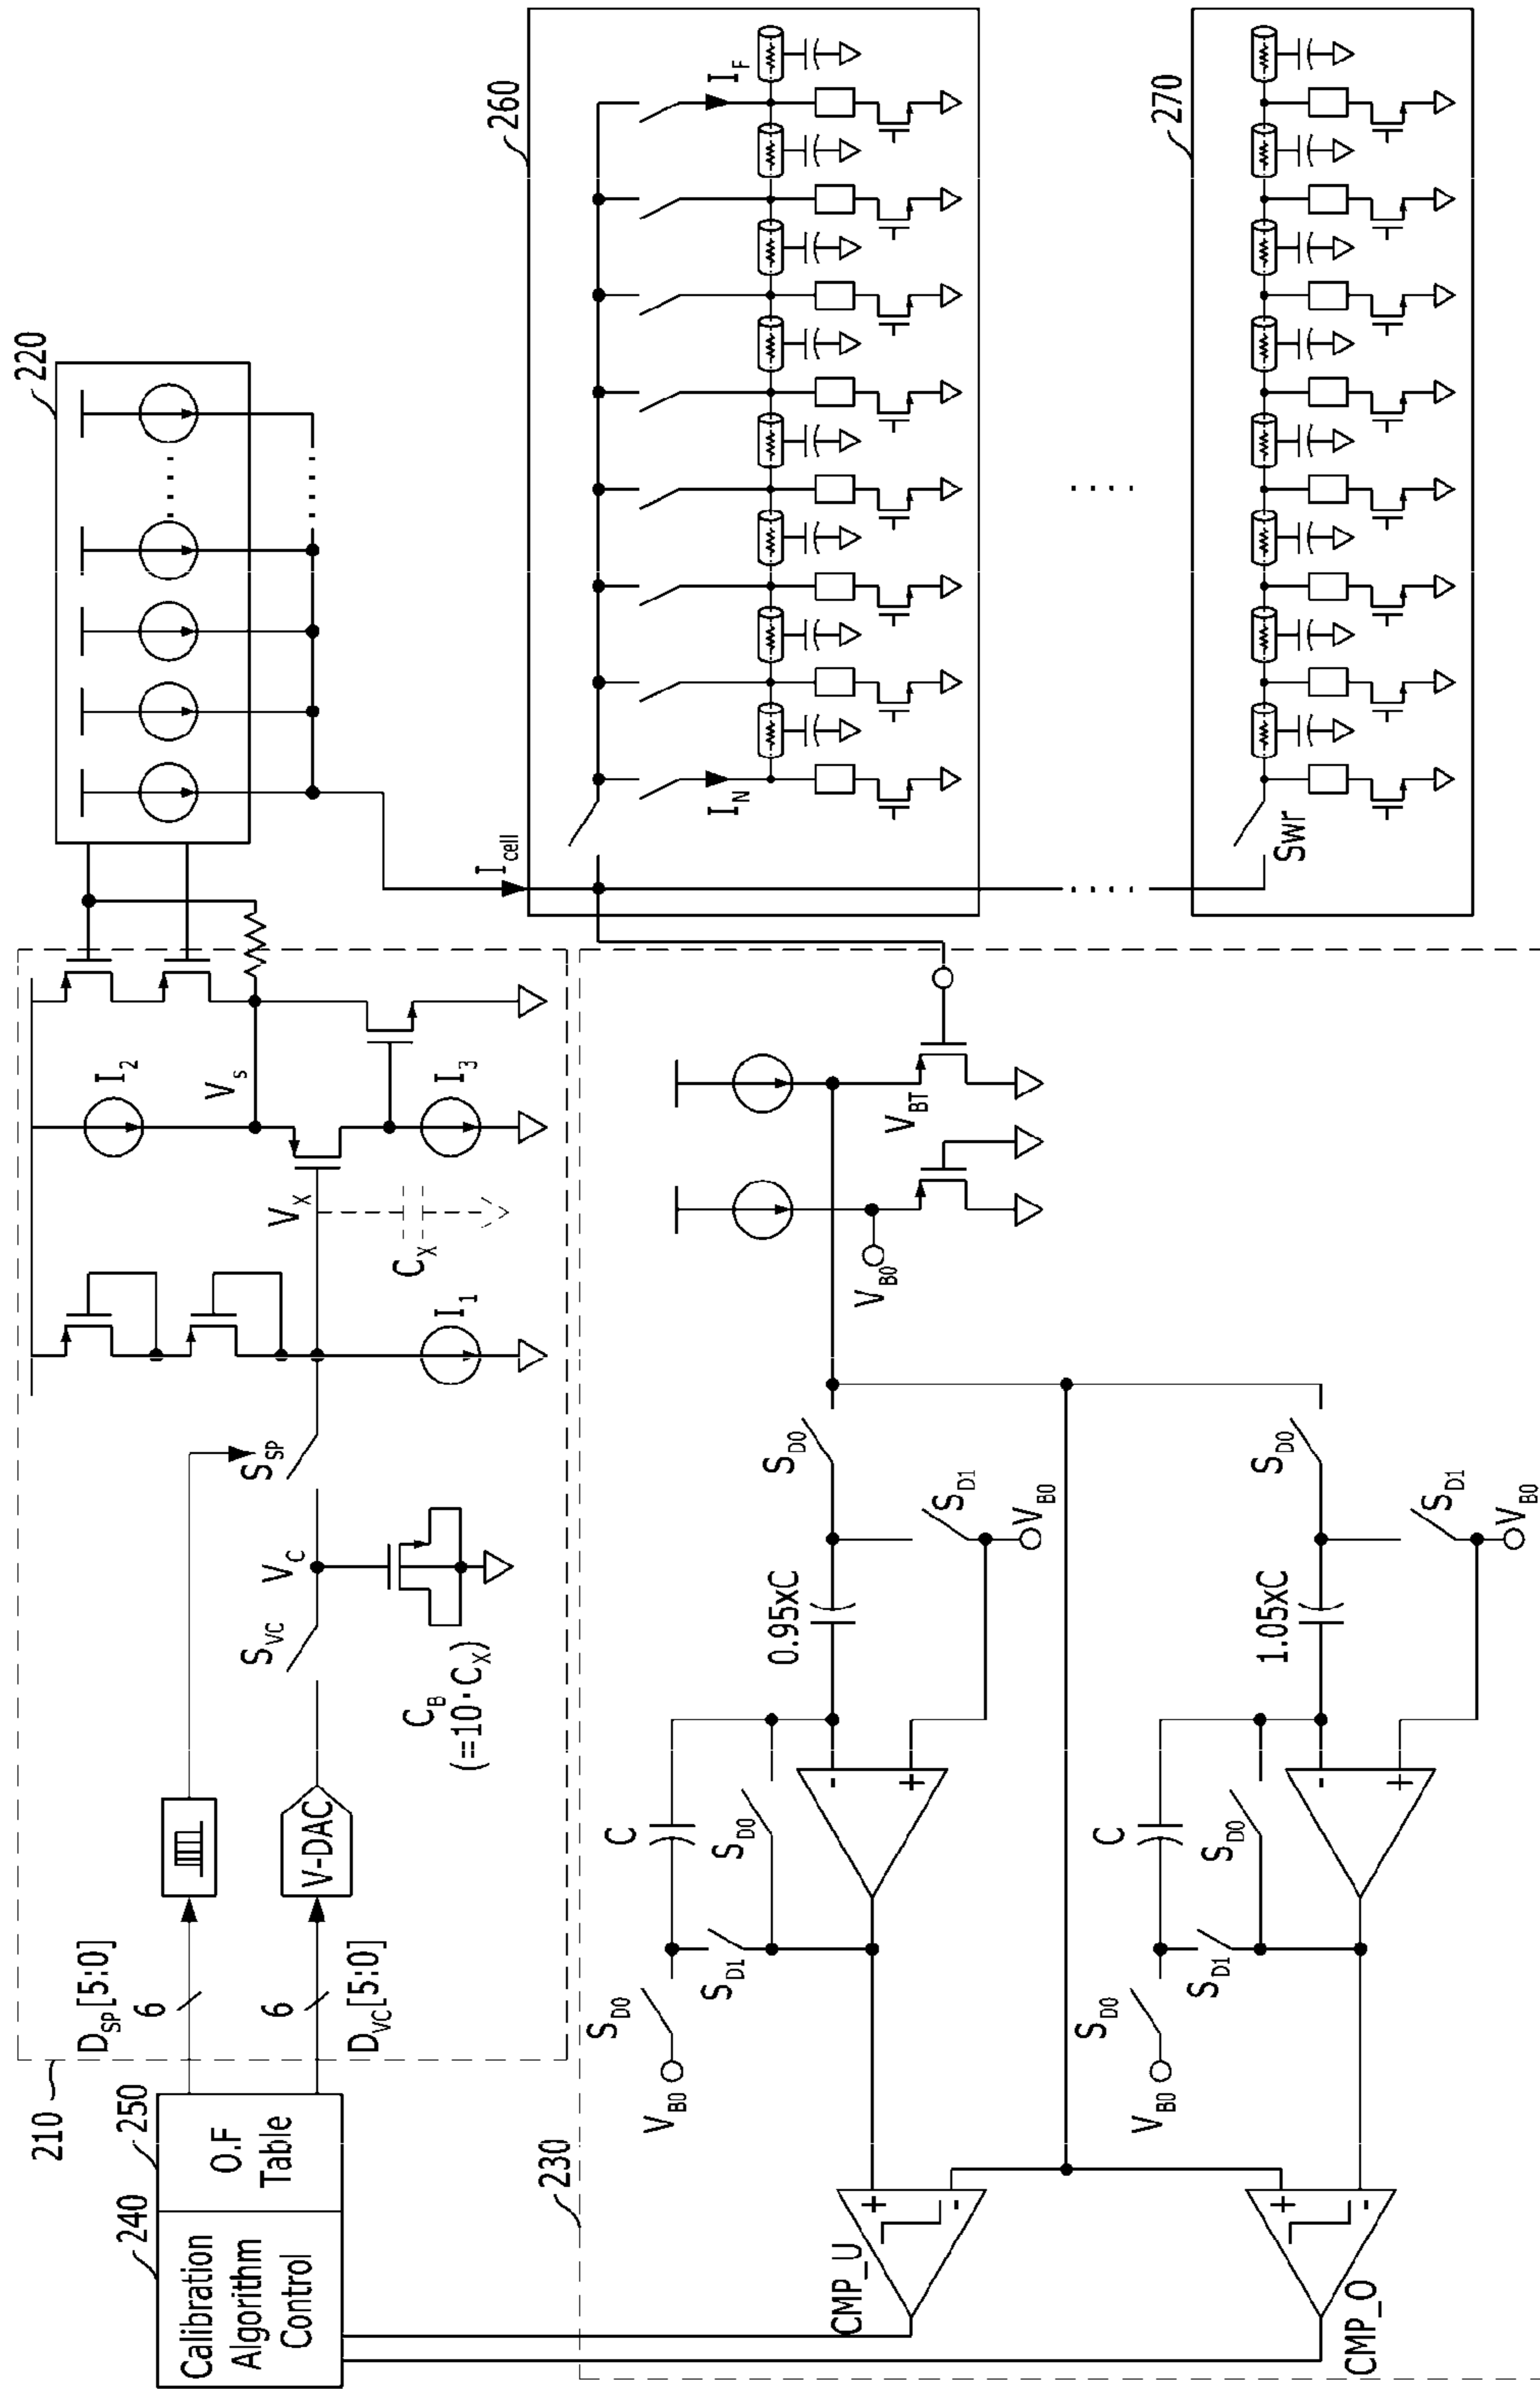 210
240
250
Calibration
Algorithm
Control
O.F
Table
D_SP[5:0]
6
6
D_VC[5:0]
V-DAC
S_VC
V_C
C_B
(=10·C_X)
S_SP
V_X
C_X
I_1
I_2
V_s
I_3
220
I_cell
260
I_N
I_F
270
Swr
230
CMP_U
+
-
CMP_O
+
-
V_B0
S_D0
S_D1
C
S_D0
-
+
0.95xC
S_D0
S_D1
V_B0
V_B0
V_BT
V_B0
S_D0
S_D1
C
S_D0
-
+
1.05xC
S_D0
S_D1
V_B0